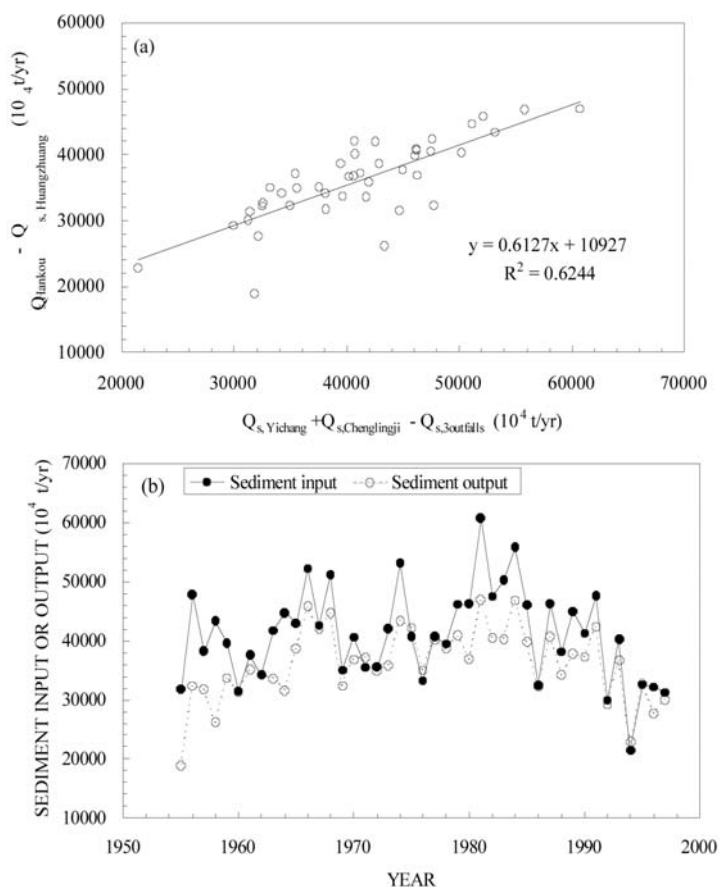 60000
(a)
50000
40000
30000
20000
10000
Q Hankou - Q s, Huangzhuang (10 4 t/yr)
y = 0.6127x + 10927
R² = 0.6244
20000 30000 40000 50000 60000 70000
Qs, Yichang +Qs,Chenglingji - Qs,3outfalls (10⁴ t/yr)
70000
(b) Sediment input Sediment output
60000
50000
40000
30000
20000
10000
SEDIMENT INPUT OR OUTPUT (10⁴ t/yr)
1950 1960 1970 1980 1990 2000
YEAR